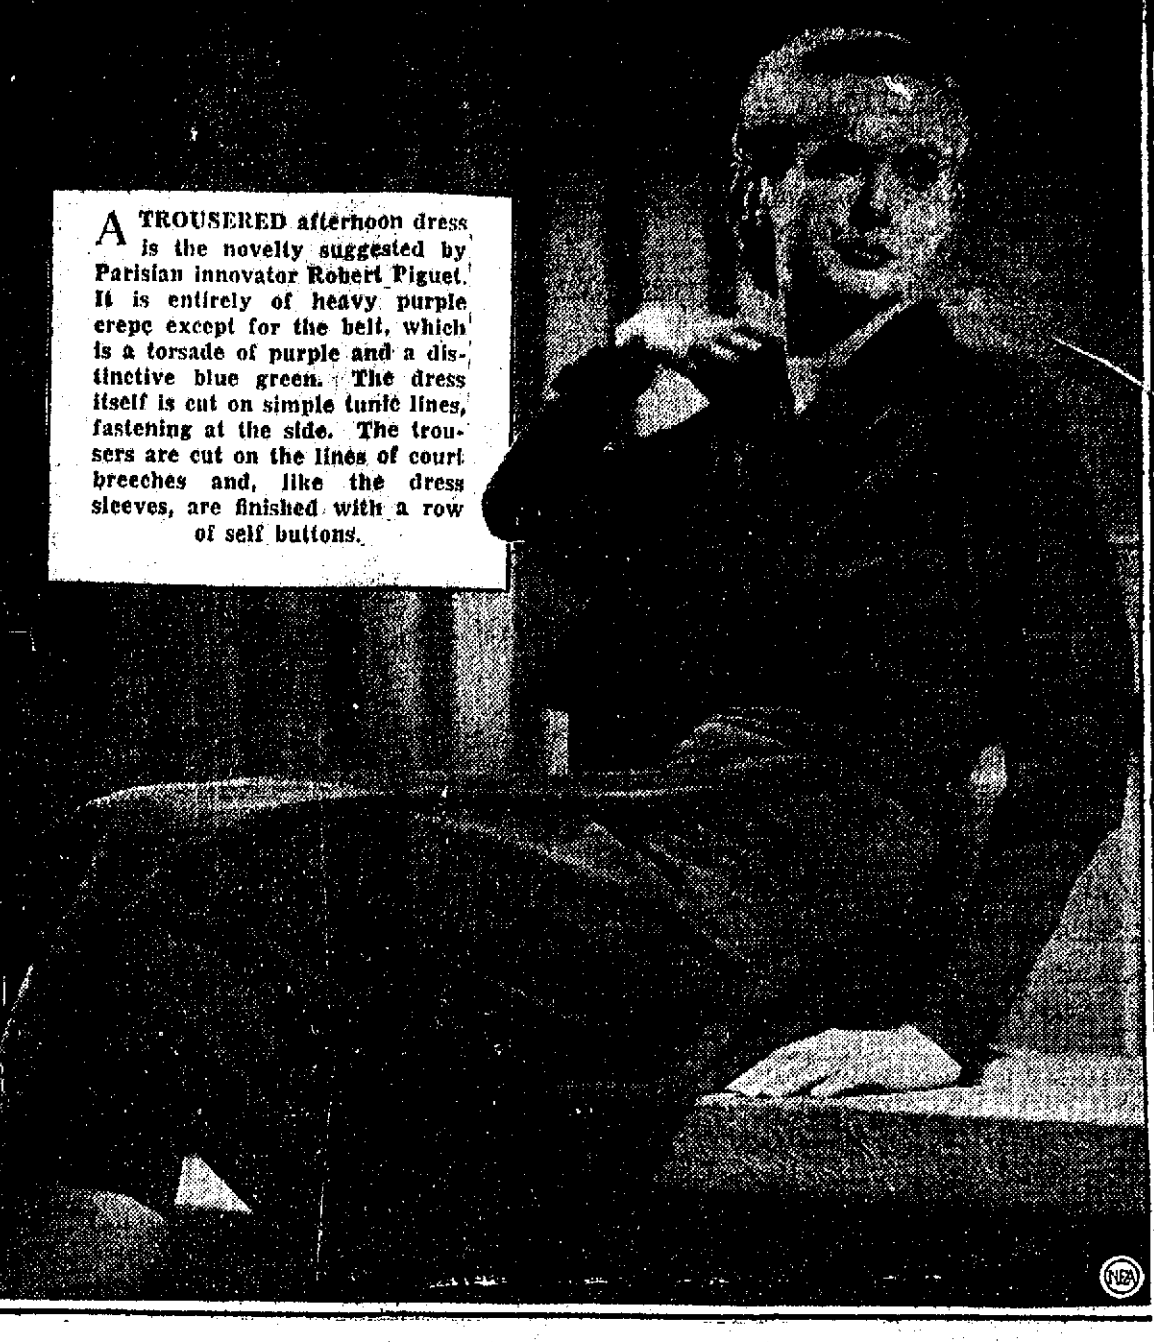 A TROUSERED afternoon dress
is the novelty suggested by
Parisian innovator Robert Piguet.
It is entirely of heavy purple
crepe except for the belt, which
is a torsade of purple and a dis-
tinctive blue green. The dress
itself is cut on simple tunic lines,
fastening at the side. The trou-
sers are cut on the lines of court
breeches and, like the dress
sleeves, are finished with a row
of self buttons.
NEA